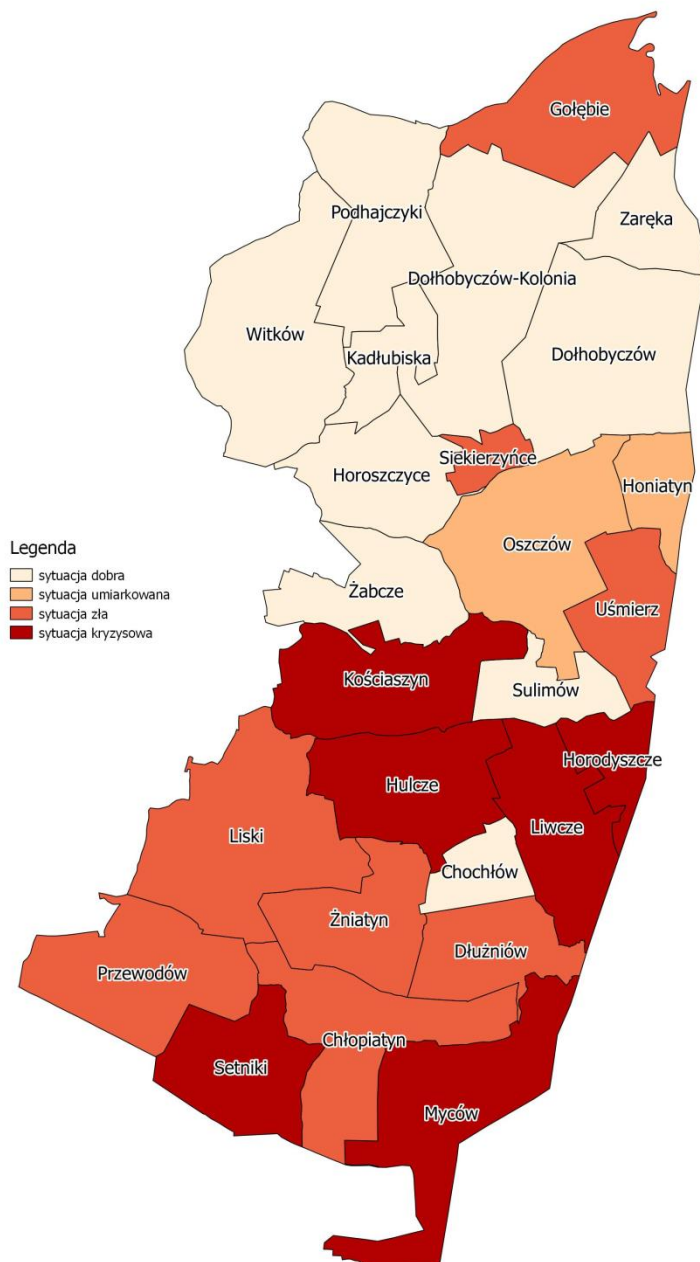 Gołębie
Zaręka
Podhajczyki
Dołhobyczów-Kolonia
Witków
Kadłubiska
Dołhobyczów
Siekierzyńce
Horoszczyce
Honiatyn
Oszczów
Legenda
sytuacja dobra
sytuacja umiarkowana
sytuacja zła
sytuacja kryzysowa
Żabcze
Uśmierz
Kościaszyn
Sulimów
Horodyszcze
Hulcze
Liwcze
Liski
Chochłów
Żniatyn
Dłużniów
Przewodów
Chłopiatyn
Setniki
Myców